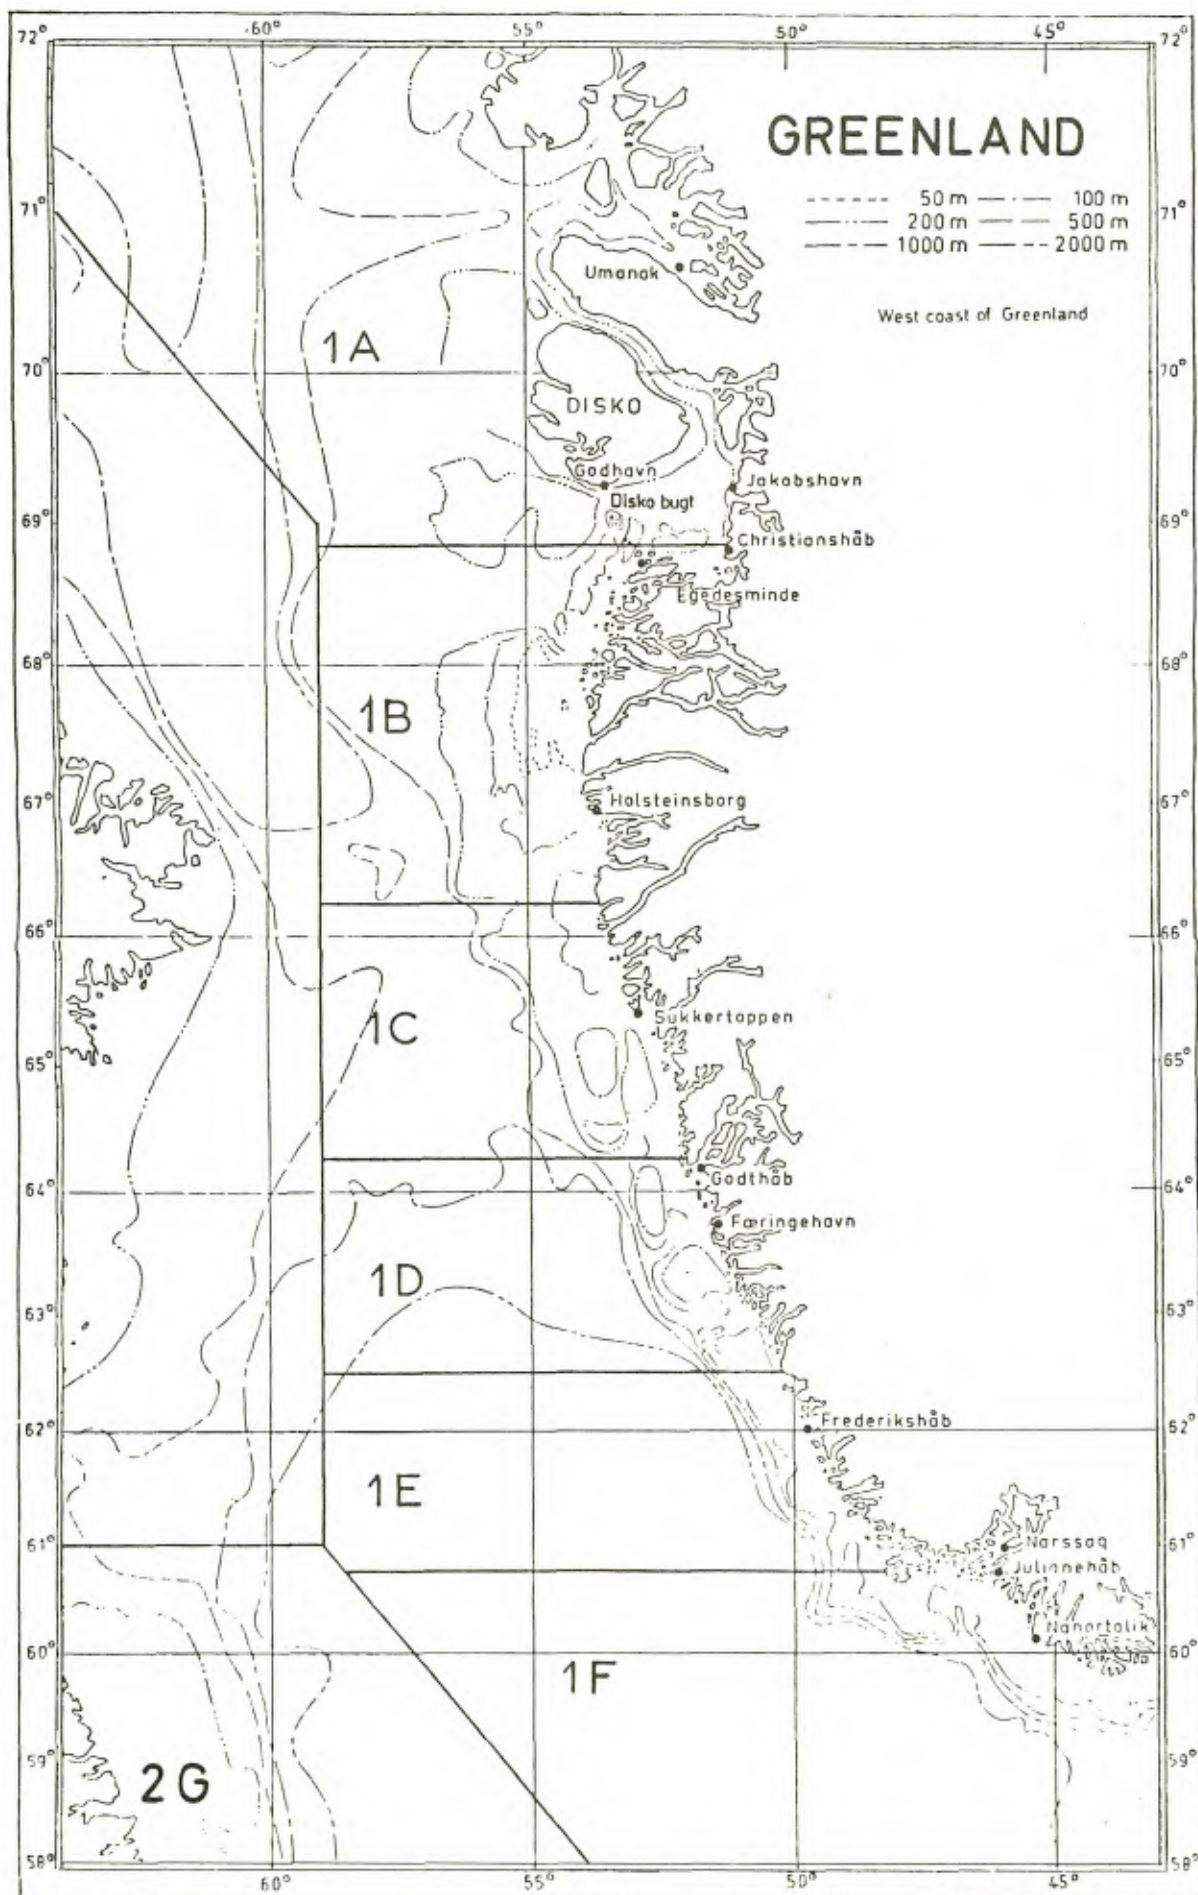 60° 55° 50° 45°
72° 72°
GREENLAND
50 m 100 m
200 m 500 m
1000 m 2000 m
71° 71°
Umanak
West coast of Greenland
1A
70° 70°
DISKO
Godhavn
Jakobshavn
Disko bugt
69° 69°
Christianshåb
Egedesminde
68° 68°
1B
67° 67°
Holsteinsborg
66° 66°
1C
Sukkertoppen
65° 65°
Godthåb
64° 64°
Færingehavn
1D
63° 63°
Frederikshåb
62° 62°
1E
Narssaq
61° 61°
Julianehåb
Nanortalik
60° 60°
1F
59° 59°
2G
58° 58°
60° 55° 50° 45°